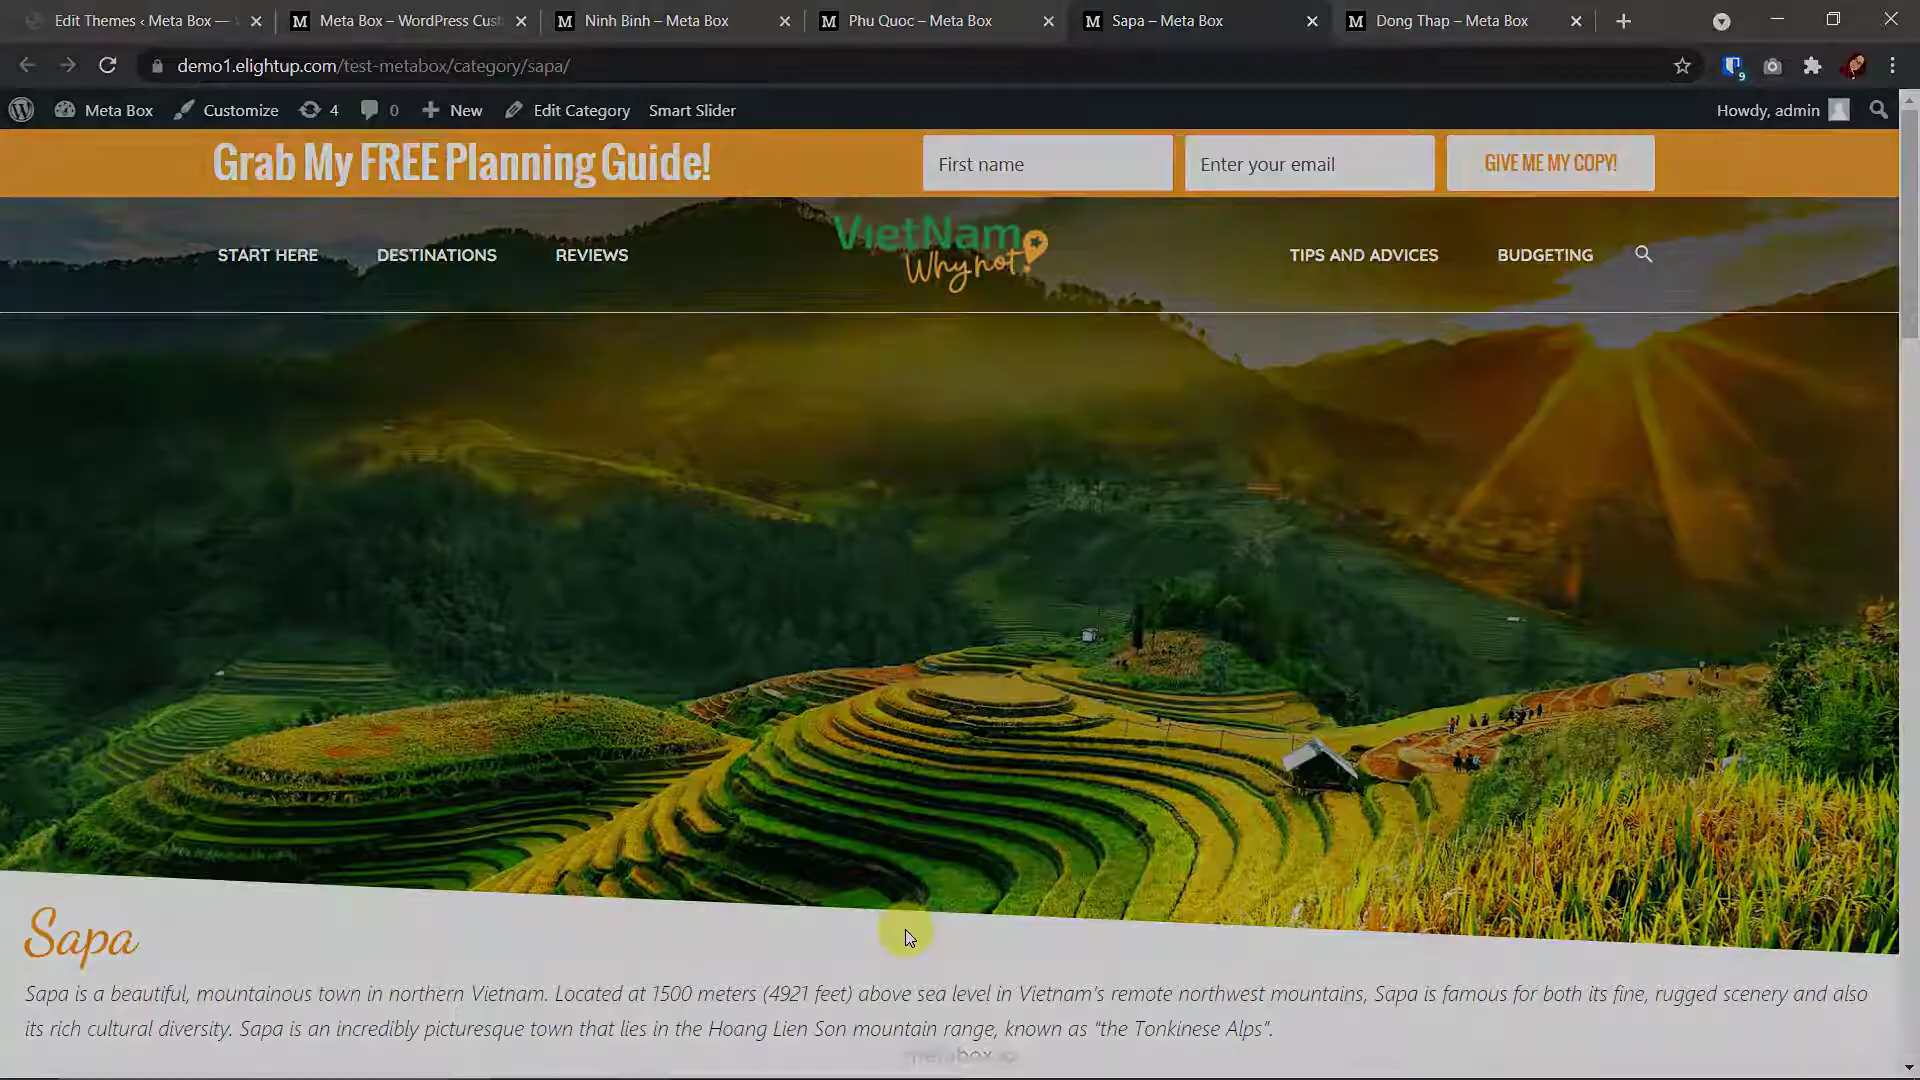 Edit Themes ‹ Meta Box —
Meta Box – WordPress Cust
Ninh Binh – Meta Box
Phu Quoc – Meta Box
Sapa – Meta Box
Dong Thap – Meta Box
demo1.elightup.com/test-metabox/category/sapa/
9
Meta Box
Customize
4
0
New
Edit Category
Smart Slider
Howdy, admin
Grab My FREE Planning Guide!
First name
Enter your email
GIVE ME MY COPY!
START HERE
DESTINATIONS
REVIEWS
VietNam
Why not?
TIPS AND ADVICES
BUDGETING
Sapa
Sapa is a beautiful, mountainous town in northern Vietnam. Located at 1500 meters (4921 feet) above sea level in Vietnam's remote northwest mountains, Sapa is famous for both its fine, rugged scenery and also
its rich cultural diversity. Sapa is an incredibly picturesque town that lies in the Hoang Lien Son mountain range, known as "the Tonkinese Alps".
metabox.io